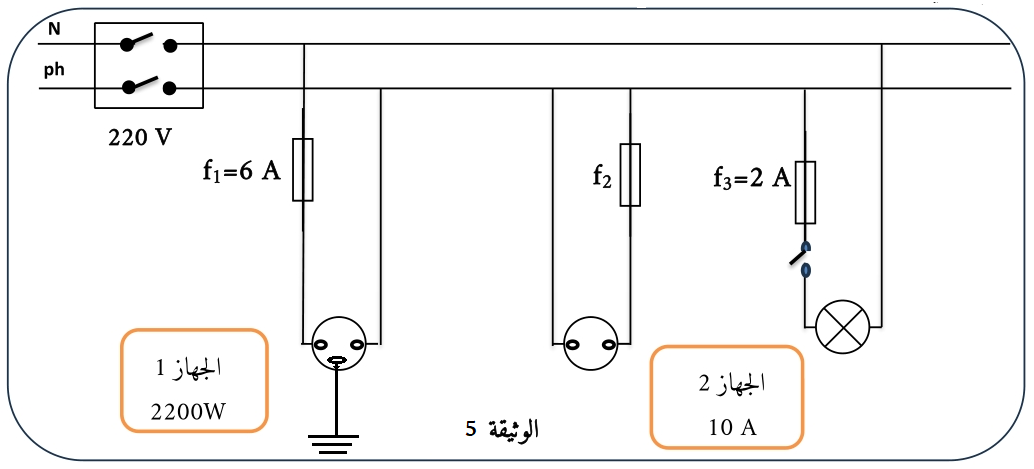 N
ph
220 V
f₁=6 A
f₂
f₃=2 A
الجهاز 1
2200W
الجهاز 2
10 A
الوثيقة 5